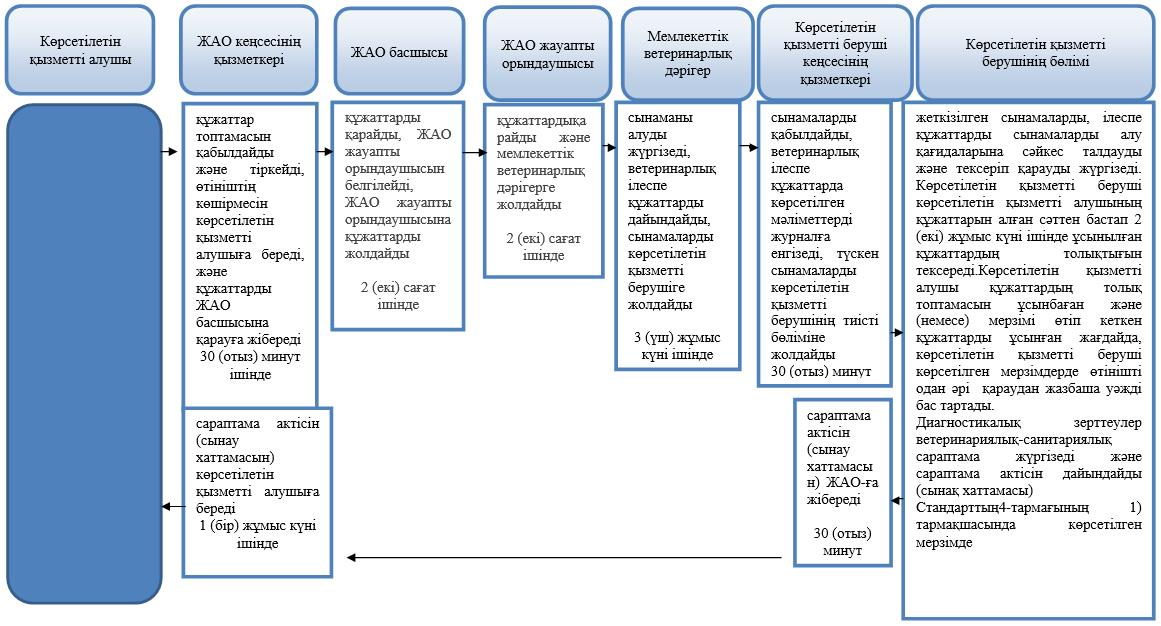 Көрсетілетін
қызметті алушы
ЖАО кеңсесінің
қызметкері
ЖАО басшысы
ЖАО жауапты
орындаушысы
Мемлекеттік
ветеринарлық
дәрігер
Көрсетілетін
қызметті беруші
кеңсесінің
қызметкері
Көрсетілетін қызметті
берушінің бөлімі
құжаттар
топтамасын
қабылдайды
және тіркейді,
өтініштің
көшірмесін
көрсетілетін
қызметті
алушыға береді,
және
құжаттарды
ЖАО
басшысына
қарауға жібереді
30 (отыз) минут
ішінде
құжаттарды
қарайды, ЖАО
жауапты
орындаушысын
белгілейді,
ЖАО жауапты
орындаушысына
құжаттарды
жолдайды
2 (екі) сағат
ішінде
құжаттардықа
райды және
мемлекеттік
ветеринарлық
дәрігерге
жолдайды
2 (екі) сағат
ішінде
сынаманы
алуды
жүргізеді,
ветеринарлық
ілеспе
құжаттарды
дайындайды,
сынамаларды
көрсетілетін
қызметті
берушіге
жолдайды
3 (үш) жұмыс
күні ішінде
сынамаларды
қабылдайды,
ветеринарлық
ілеспе
құжаттарда
көрсетілген
мәліметтерді
журналға
енгізеді, түскен
сынамаларды
көрсетілетін
қызметті
берушінің тиісті
бөліміне
жолдайды
30 (отыз) минут
жеткізілген сынамаларды, ілеспе
құжаттарды сынамаларды алу
қағидаларына сәйкес талдауды
және тексеріп қарауды жүргізеді.
Көрсетілетін қызметті беруші
көрсетілетін қызметті алушының
құжаттарын алған сәттен бастап 2
(екі) жұмыс күні ішінде ұсынылған
құжаттардың толықтығын
тексереді.Көрсетілетін қызметті
алушы құжаттардың толық
топтамасын ұсынбаған және
(немесе) мерзімі өтіп кеткен
құжаттарды ұсынған жағдайда,
көрсетілетін қызметті беруші
көрсетілген мерзімдерде өтінішті
одан әрі қараудан жазбаша уәжді
бас тартады.
Диагностикалық зерттеулер
ветеринариялық-санитариялық
сараптама жүргізеді және
сараптама актісін дайындайды
(сынақ хаттамасы)
Стандарттың4-тармағының 1)
тармақшасында көрсетілген
мерзімде
сараптама
актісін
(сынау
хаттамасы
н) ЖАО-ға
жібереді
30 (отыз)
минут
сараптама актісін
(сынау
хаттамасын)
көрсетілетін
қызметті алушыға
береді
1 (бір) жұмыс күні
ішінде